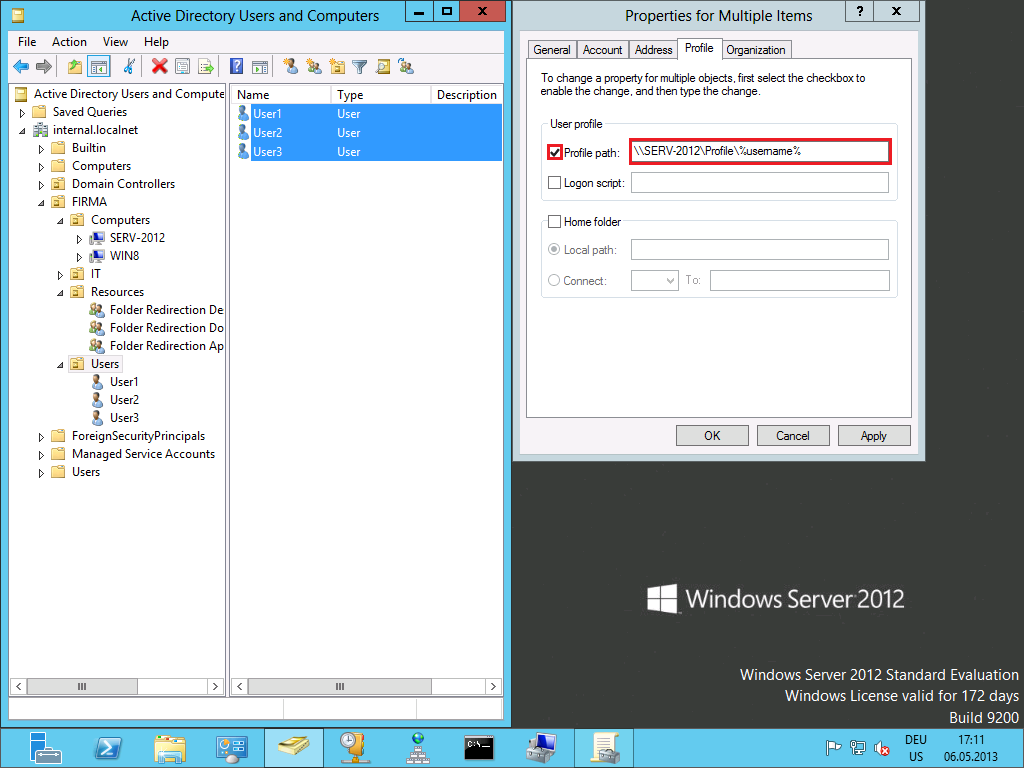 Active Directory Users and Computers
File Action View Help
Active Directory Users and Compute
Saved Queries
internal.localnet
Builtin
Computers
Domain Controllers
FIRMA
Computers
SERV-2012
WIN8
IT
Resources
Folder Redirection De
Folder Redirection Do
Folder Redirection Ap
Users
User1
User2
User3
ForeignSecurityPrincipals
Managed Service Accounts
Users
Name Type Description
User1 User
User2 User
User3 User
Properties for Multiple Items
? X
General Account Address Profile Organization
To change a property for multiple objects, first select the checkbox to
enable the change, and then type the change.
User profile
Profile path: \\SERV-2012\Profile\%username%
Logon script:
Home folder
Local path:
Connect: To:
OK Cancel Apply
Windows Server 2012
Windows Server 2012 Standard Evaluation
Windows License valid for 172 days
Build 9200
C:\_
DEU 17:11
US 06.05.2013